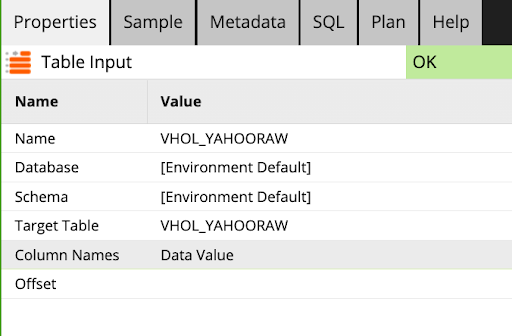 Properties Sample Metadata SQL Plan Help
Table Input OK
Name Value
Name VHOL_YAHOORAW
Database [Environment Default]
Schema [Environment Default]
Target Table VHOL_YAHOORAW
Column Names Data Value
Offset